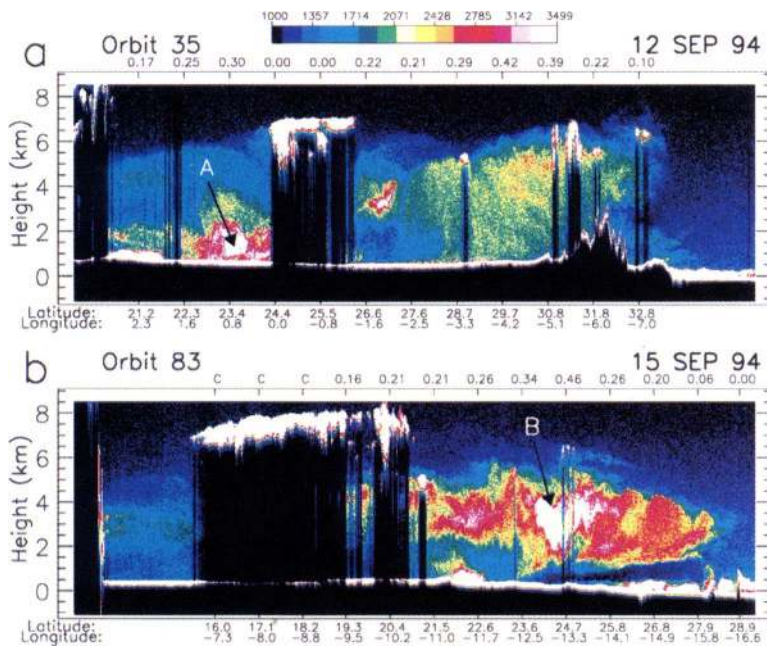 1000 1357 1714 2071 2428 2785 3142 3499
a Orbit 35 12 SEP 94
0.17 0.25 0.30 0.00 0.00 0.22 0.21 0.29 0.42 0.39 0.22 0.10
8
6
4
2
0
Height (km)
A
Latitude: 21.2 22.3 23.4 24.4 25.5 26.6 27.6 28.7 29.7 30.8 31.8 32.8
Longitude: 2.3 1.6 0.8 0.0 -0.8 -1.6 -2.5 -3.3 -4.2 -5.1 -6.0 -7.0
b Orbit 83 15 SEP 94
C C C 0.16 0.21 0.21 0.26 0.34 0.46 0.26 0.20 0.06 0.00
8
6
4
2
0
Height (km)
B
Latitude: 16.0 17.1 18.2 19.3 20.4 21.5 22.5 23.6 24.7 25.8 26.8 27.9 28.9
Longitude: -7.3 -8.0 -8.8 -9.5 -10.2 -11.0 -11.7 -12.5 -13.3 -14.1 -14.9 -15.8 -16.6